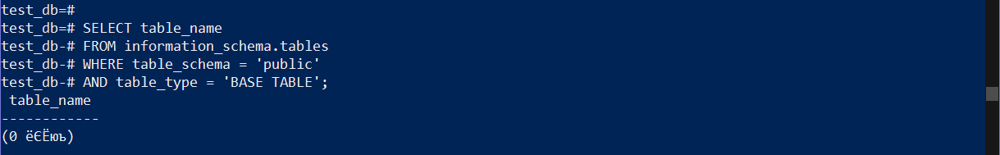 test_db=#
test_db=# SELECT table_name
test_db-# FROM information_schema.tables
test_db-# WHERE table_schema = 'public'
test_db-# AND table_type = 'BASE TABLE';
 table_name
------------
(0 ёЄЁюъ)